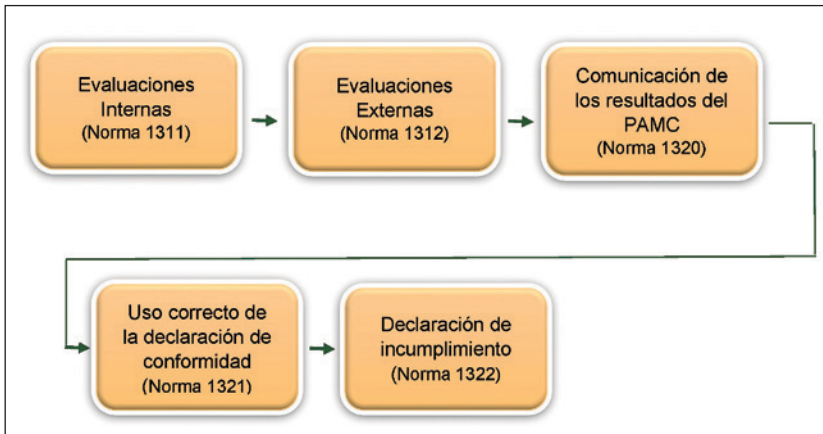 Evaluaciones
Internas
(Norma 1311)
Evaluaciones
Externas
(Norma 1312)
Comunicación de
los resultados del
PAMC
(Norma 1320)
Uso correcto de
la declaración de
conformidad
(Norma 1321)
Declaración de
incumplimiento
(Norma 1322)